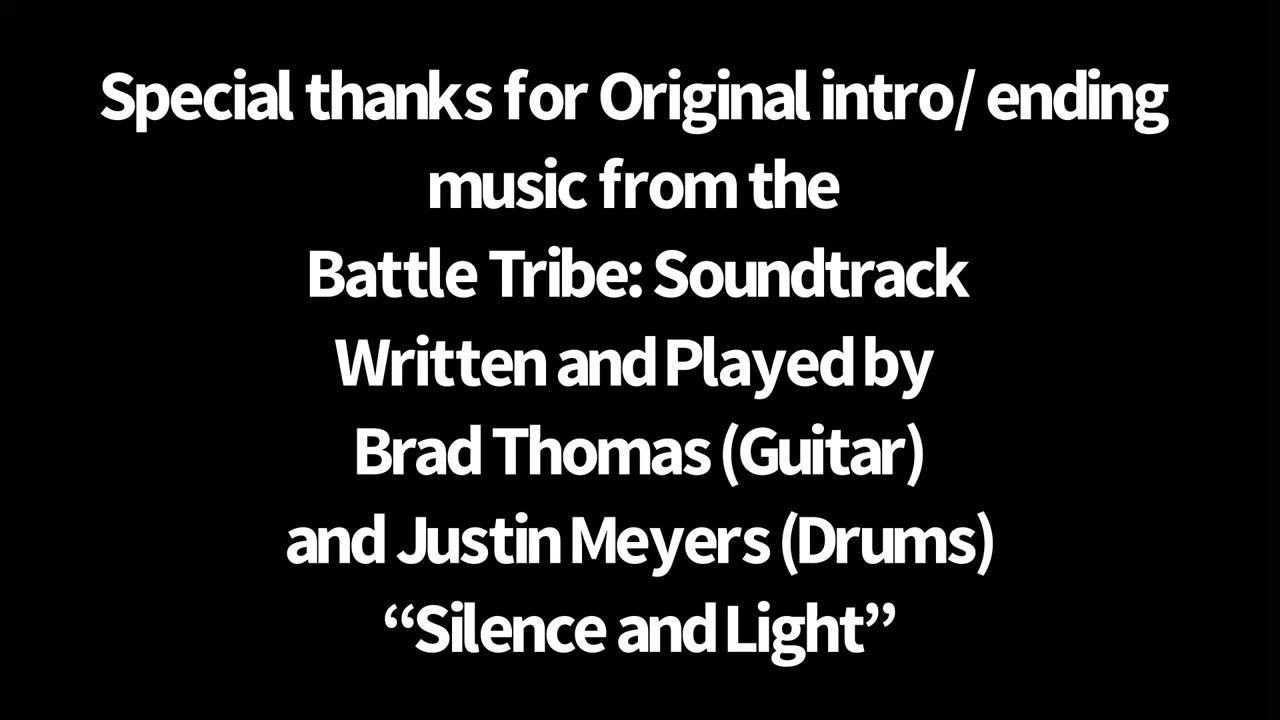 Special thanks for Original intro/ ending
music from the
Battle Tribe: Soundtrack
Written and Played by
Brad Thomas (Guitar)
and Justin Meyers (Drums)
“Silence and Light”